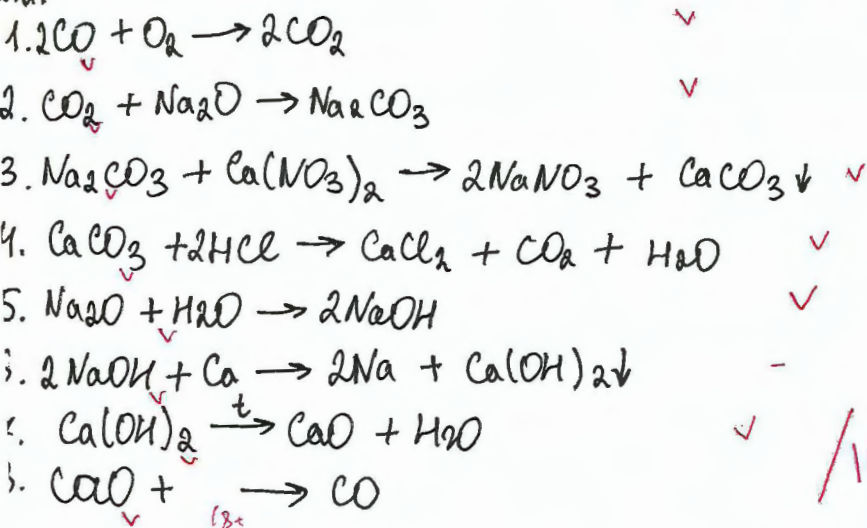 1. 2CO + O₂ → 2CO₂ ✓
2. CO₂ + Na₂O → Na₂CO₃ ✓
3. Na₂CO₃ + Ca(NO₃)₂ → 2NaNO₃ + CaCO₃↓ ✓
4. CaCO₃ + 2HCl → CaCl₂ + CO₂ + H₂O ✓
5. Na₂O + H₂O → 2NaOH ✓
2NaOH + Ca → 2Na + Ca(OH)₂↓ -
Ca(OH)₂ t→ CaO + H₂O ✓
CaO + → CO